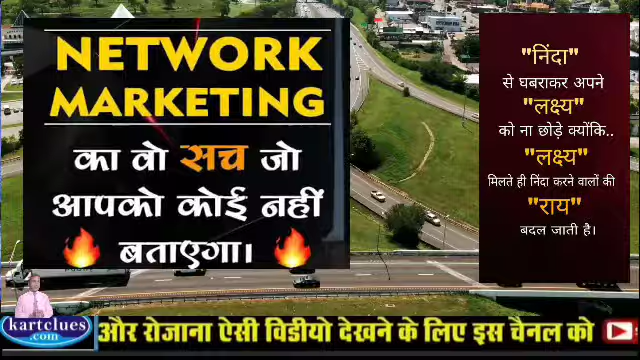 NETWORK
MARKETING
का वो सच जो
आपको कोई नहीं
बताएगा।
"निंदा"
से घबराकर अपने
"लक्ष्य"
को ना छोड़े क्योंकि..
"लक्ष्य"
मिलते ही निंदा करने वालों की
"राय"
बदल जाती है।
kartclues
.com
और रोजाना ऐसी विडीयो देखने के लिए इस चैनल को